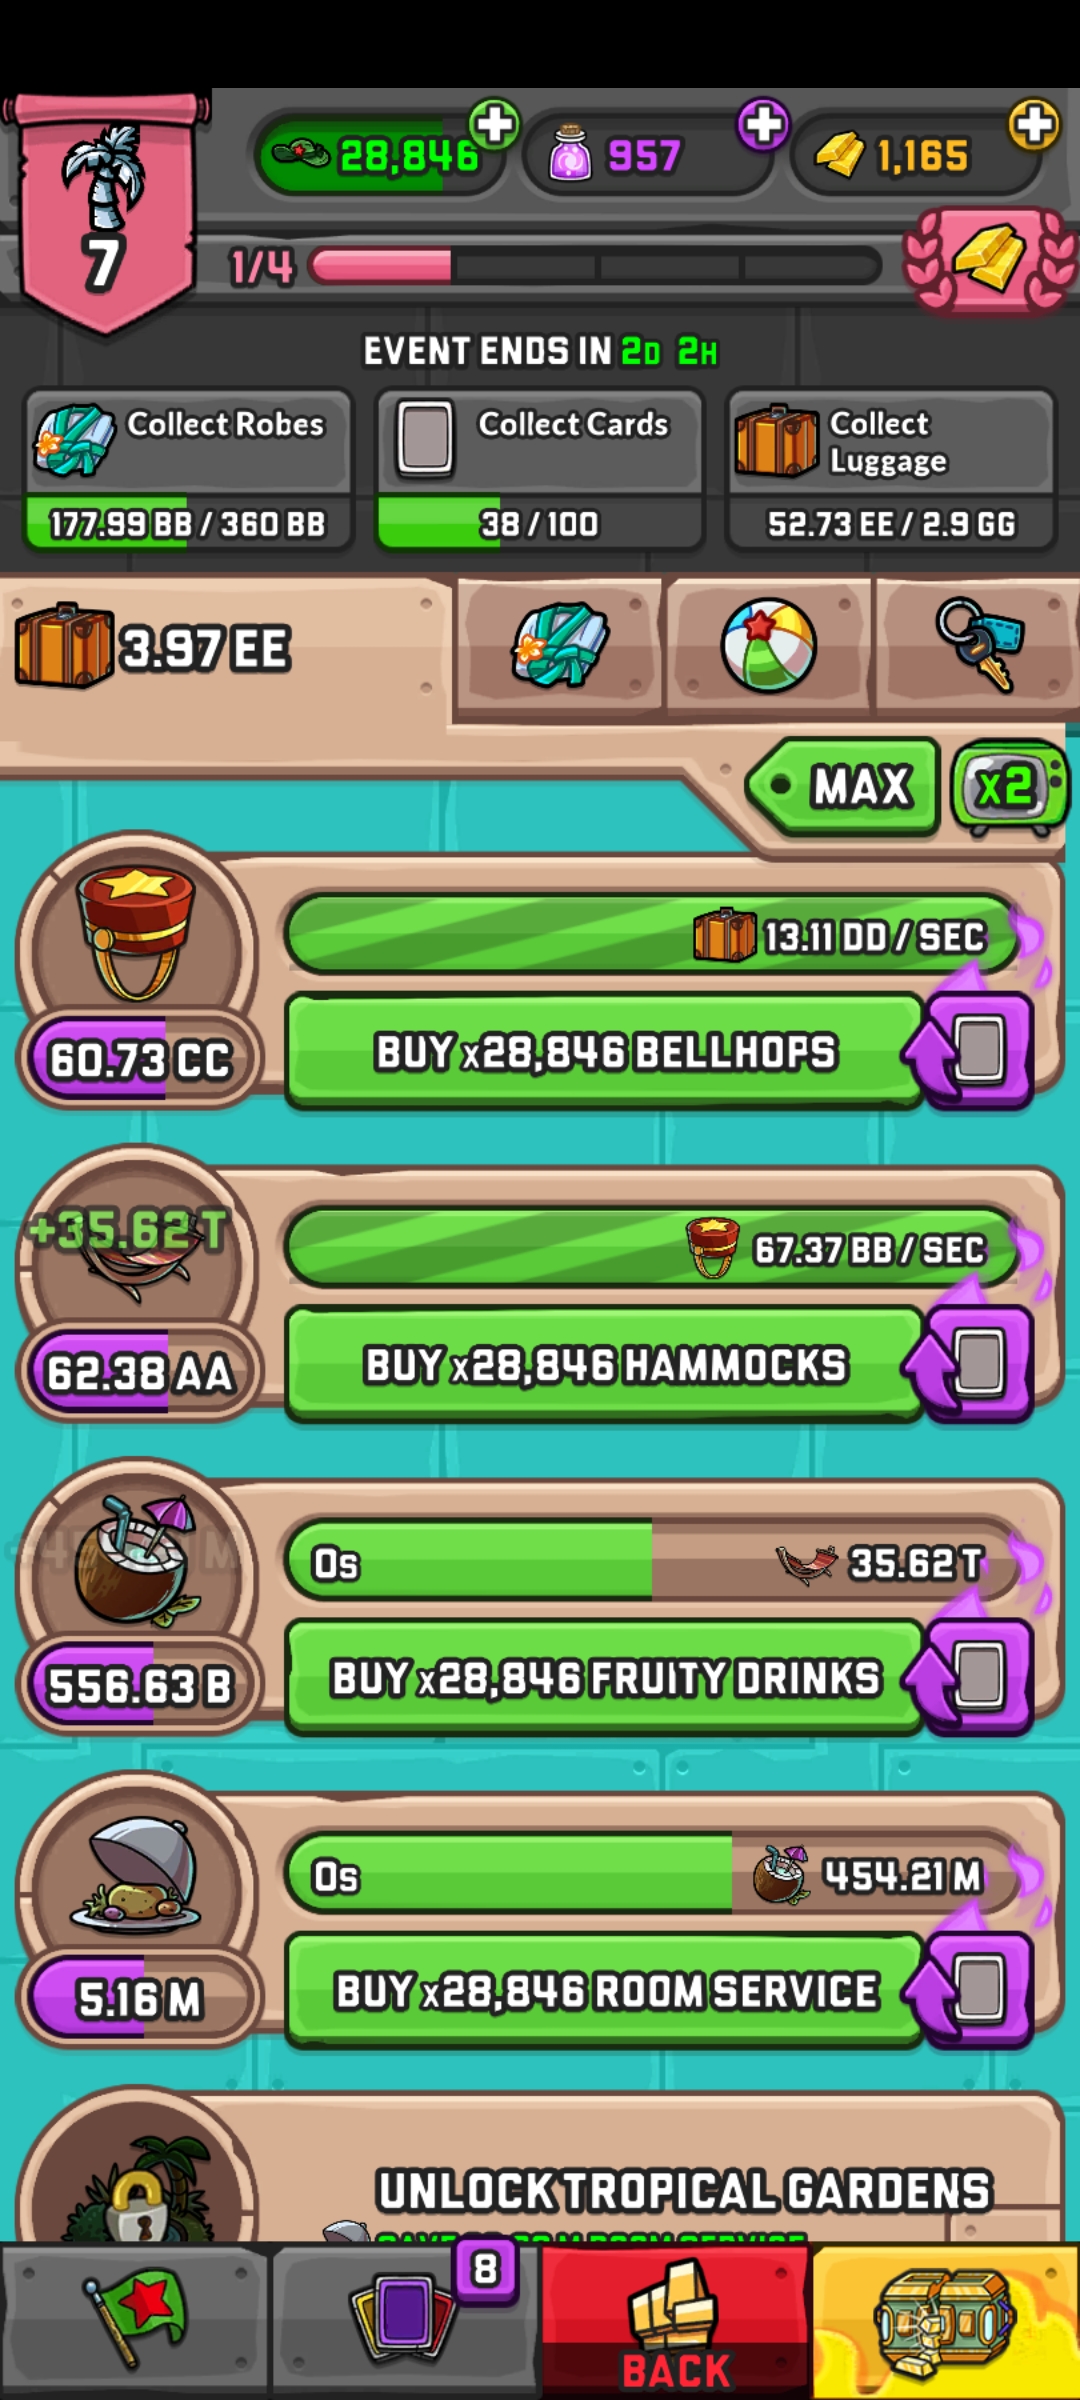 28,846
957
1,165
7
1/4
EVENT ENDS IN 2D 2H
Collect Robes
177.99 BB / 360 BB
Collect Cards
38 / 100
Collect
Luggage
52.73 EE / 2.9 GG
3.97 EE
MAX
x2
13.11 DD / SEC
60.73 CC
BUY x28,846 BELLHOPS
+35.62 T
67.37 BB / SEC
62.38 AA
BUY x28,846 HAMMOCKS
0s
35.62 T
556.63 B
BUY x28,846 FRUITY DRINKS
0s
454.21 M
5.16 M
BUY x28,846 ROOM SERVICE
UNLOCK TROPICAL GARDENS
ROOM SERVICE
8
BACK